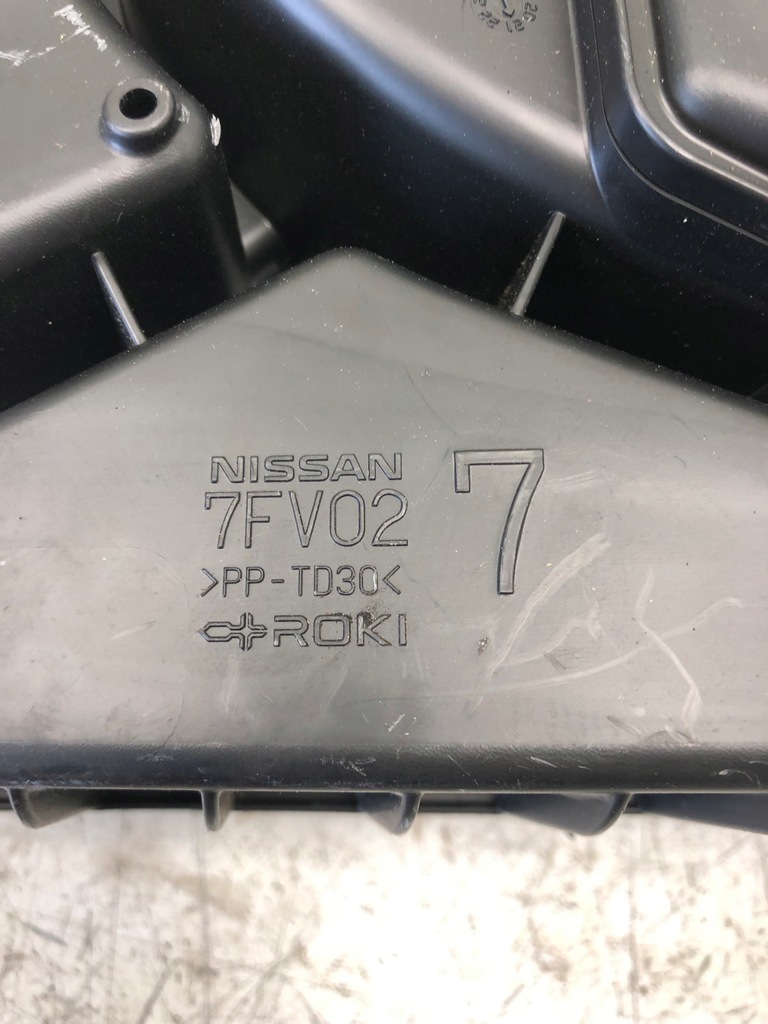 NISSAN
7FV02
7
>PP-TD30<
ROKI